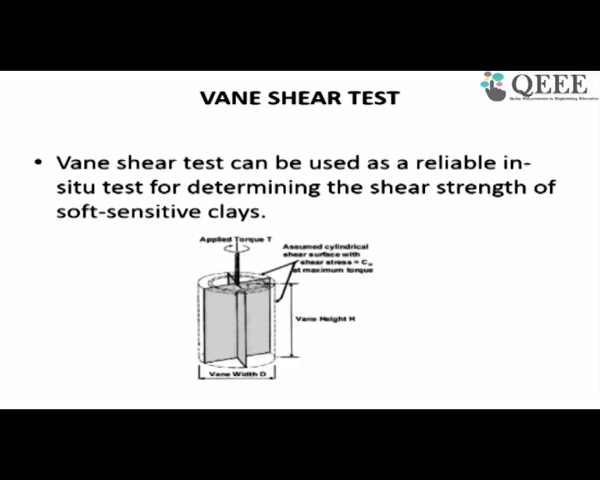 QEEE
VANE SHEAR TEST
• Vane shear test can be used as a reliable in-
situ test for determining the shear strength of
soft-sensitive clays.
Applied Torque T
Assumed cylindrical
shear surface with
shear stress = Cu
at maximum torque
Vane Height H
Vane Width D